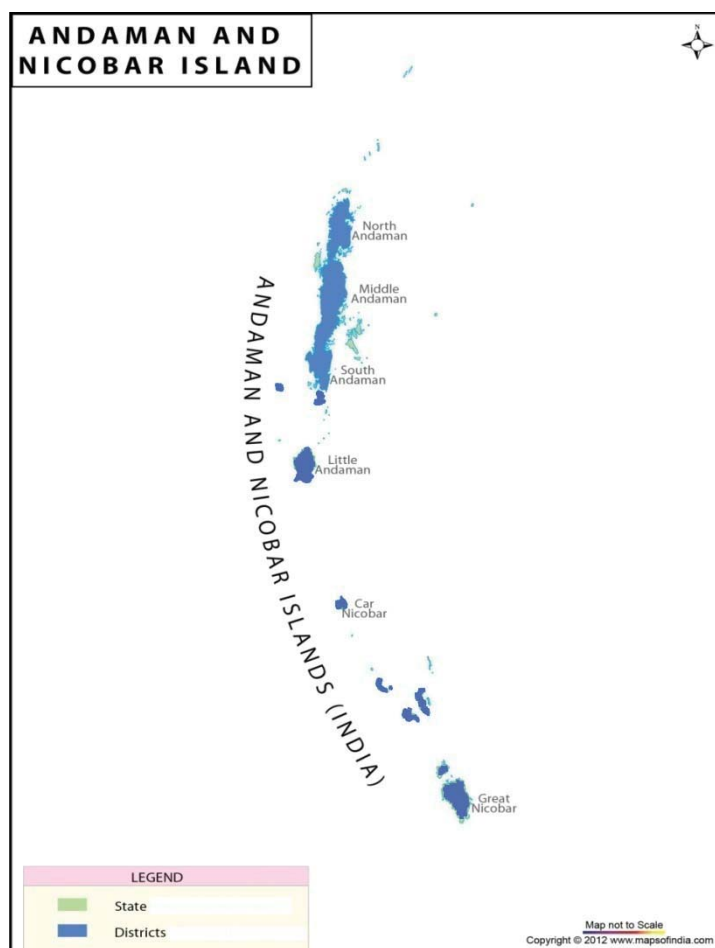 ANDAMAN AND
NICOBAR ISLAND
N
North
Andaman
Middle
Andaman
South
Andaman
Little
Andaman
ANDAMAN AND NICOBAR ISLANDS (INDIA)
Car
Nicobar
Great
Nicobar
LEGEND
State
Districts
Map not to Scale
Copyright © 2012 www.mapsofindia.com